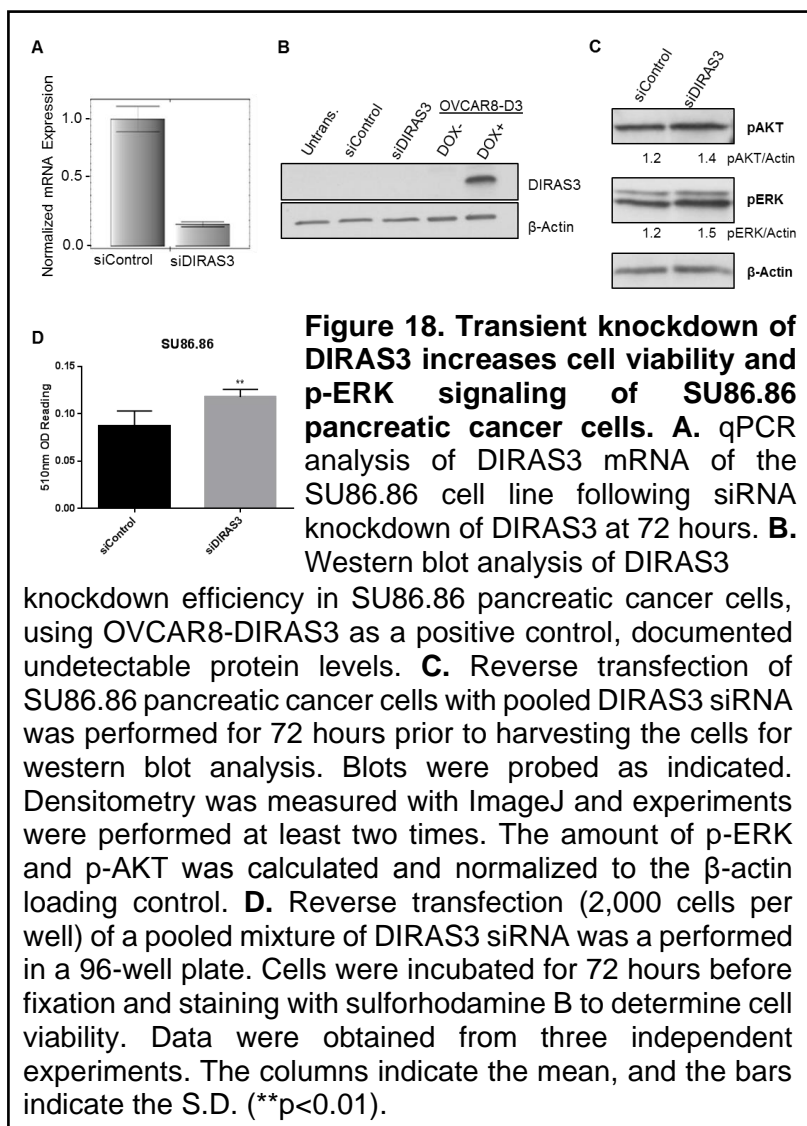 A
Normalized mRNA Expression
1.0
0.5
0.0
siControl
siDIRAS3
B
OVCAR8-D3
Untrans.
siControl
siDIRAS3
DOX-
DOX+
DIRAS3
β-Actin
C
siControl
siDIRAS3
pAKT
1.2 1.4 pAKT/Actin
pERK
1.2 1.5 pERK/Actin
β-Actin
D
SU86.86
510nm OD Reading
0.15
0.10
0.05
0.00
**
siControl
siDIRAS3
Figure 18. Transient knockdown of
DIRAS3 increases cell viability and
p-ERK signaling of SU86.86
pancreatic cancer cells. A. qPCR
analysis of DIRAS3 mRNA of the
SU86.86 cell line following siRNA
knockdown of DIRAS3 at 72 hours. B.
Western blot analysis of DIRAS3
knockdown efficiency in SU86.86 pancreatic cancer cells,
using OVCAR8-DIRAS3 as a positive control, documented
undetectable protein levels. C. Reverse transfection of
SU86.86 pancreatic cancer cells with pooled DIRAS3 siRNA
was performed for 72 hours prior to harvesting the cells for
western blot analysis. Blots were probed as indicated.
Densitometry was measured with ImageJ and experiments
were performed at least two times. The amount of p-ERK
and p-AKT was calculated and normalized to the β-actin
loading control. D. Reverse transfection (2,000 cells per
well) of a pooled mixture of DIRAS3 siRNA was a performed
in a 96-well plate. Cells were incubated for 72 hours before
fixation and staining with sulforhodamine B to determine cell
viability. Data were obtained from three independent
experiments. The columns indicate the mean, and the bars
indicate the S.D. (**p<0.01).